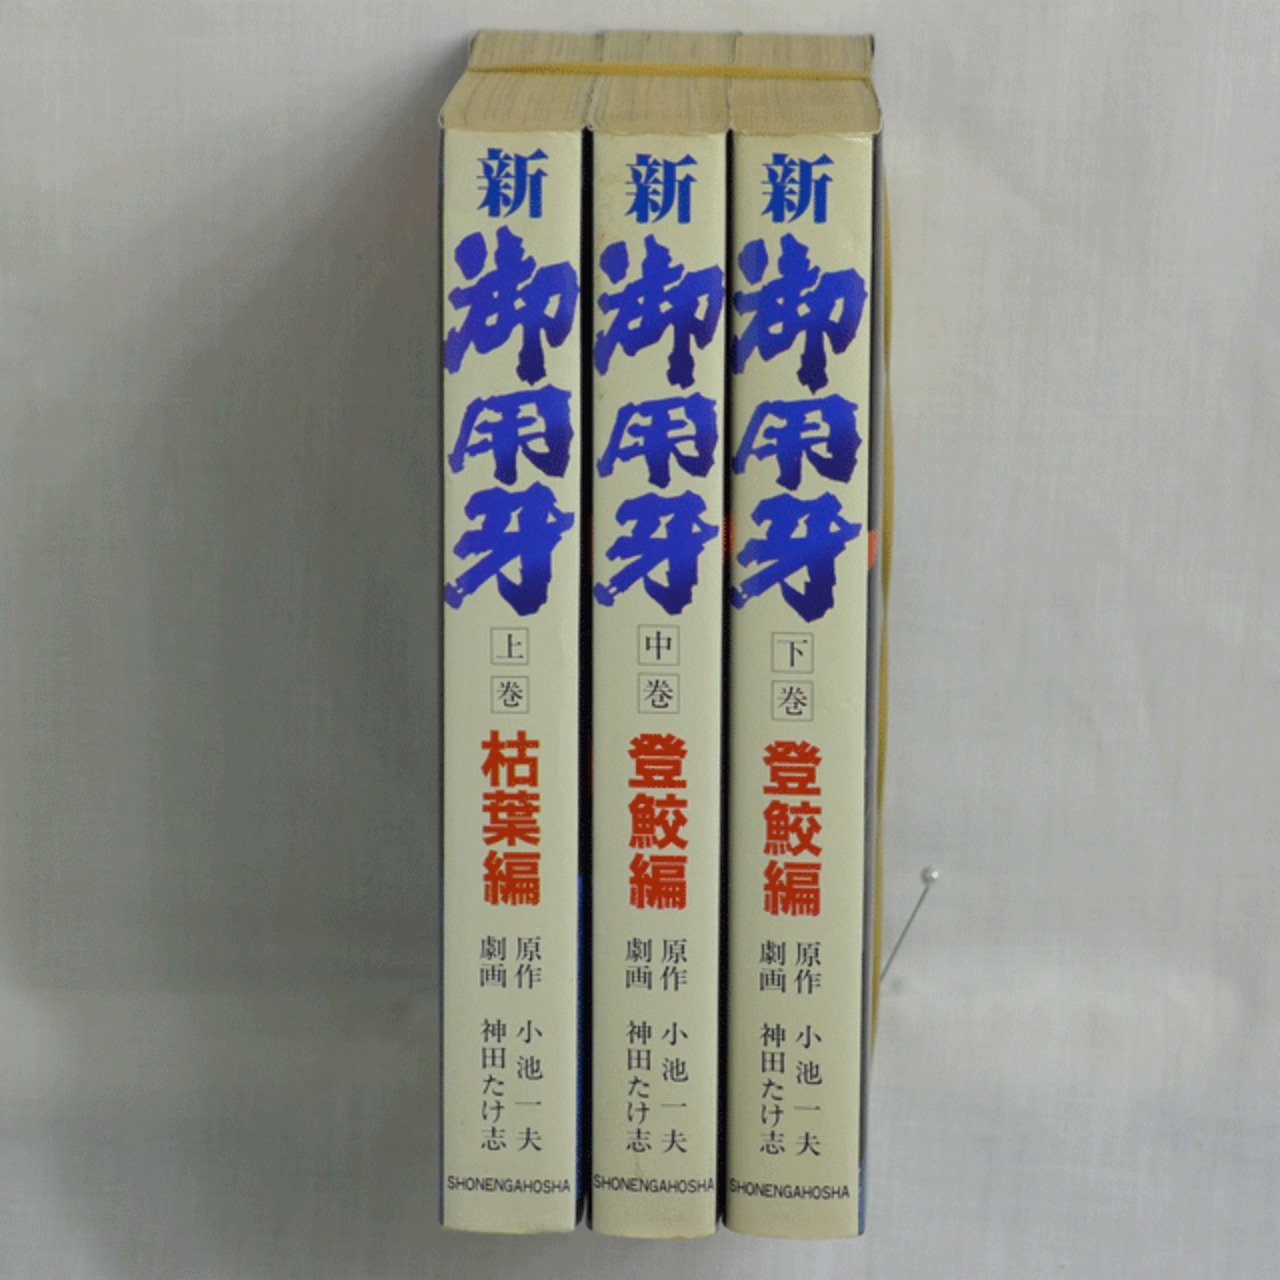 新
御用牙
上巻
枯葉編
原作 小池一夫
劇画 神田たけ志
SHONENGAHOSHA
新
御用牙
中巻
登鮫編
原作 小池一夫
劇画 神田たけ志
SHONENGAHOSHA
新
御用牙
下巻
登鮫編
原作 小池一夫
劇画 神田たけ志
SHONENGAHOSHA